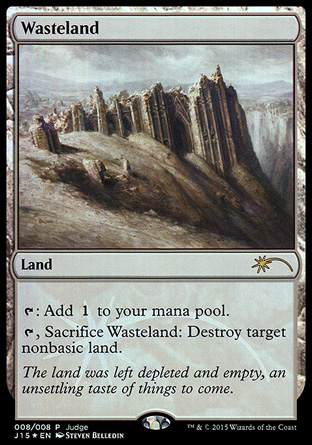 Wasteland
Land
: Add 1 to your mana pool.
, Sacrifice Wasteland: Destroy target
nonbasic land.
The land was left depleted and empty, an
unsettling taste of things to come.
008/008 P Judge
J15★EN Steven Belledin
™ & © 2015 Wizards of the Coast